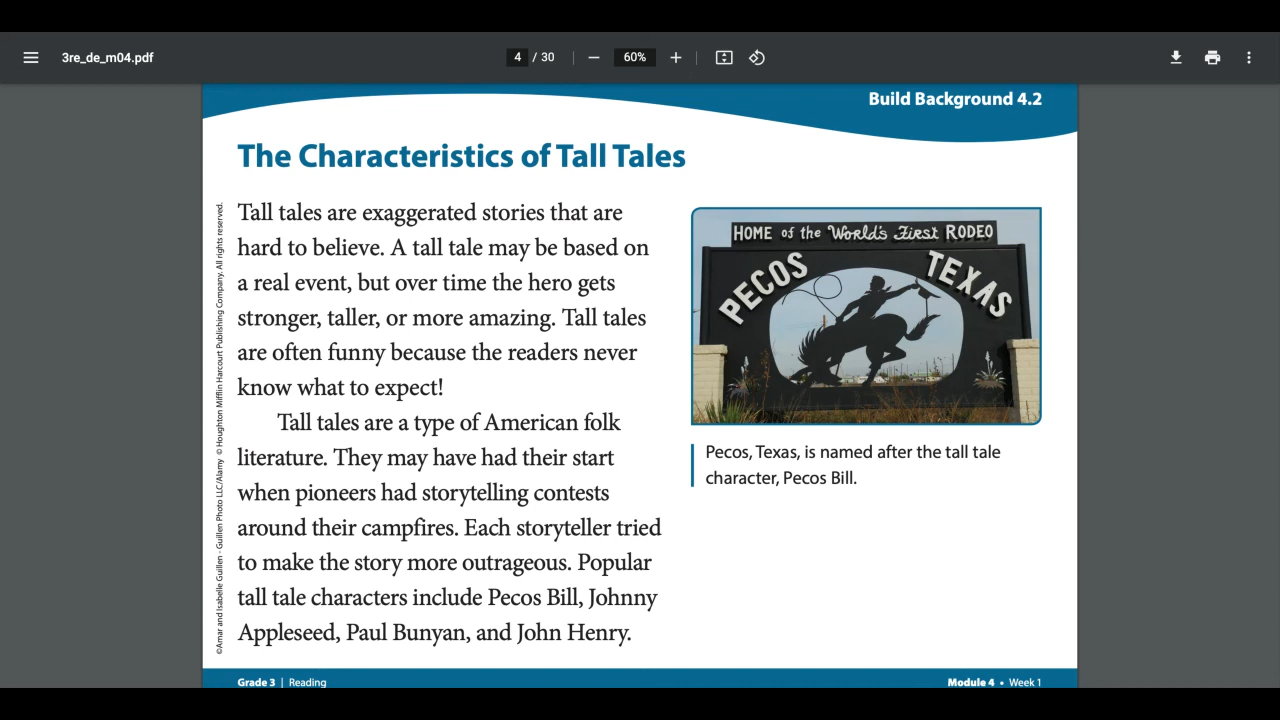 3re_de_m04.pdf
4 / 30
60%
Build Background 4.2
The Characteristics of Tall Tales
Tall tales are exaggerated stories that are
hard to believe. A tall tale may be based on
a real event, but over time the hero gets
stronger, taller, or more amazing. Tall tales
are often funny because the readers never
know what to expect!
Tall tales are a type of American folk
literature. They may have had their start
when pioneers had storytelling contests
around their campfires. Each storyteller tried
to make the story more outrageous. Popular
tall tale characters include Pecos Bill, Johnny
Appleseed, Paul Bunyan, and John Henry.
HOME of the World's First RODEO
PECOS TEXAS
Pecos, Texas, is named after the tall tale
character, Pecos Bill.
©Amar and Isabelle Guillen - Guillen Photo LLC/Alamy © Houghton Mifflin Harcourt Publishing Company. All rights reserved.
Grade 3 | Reading
Module 4 • Week 1